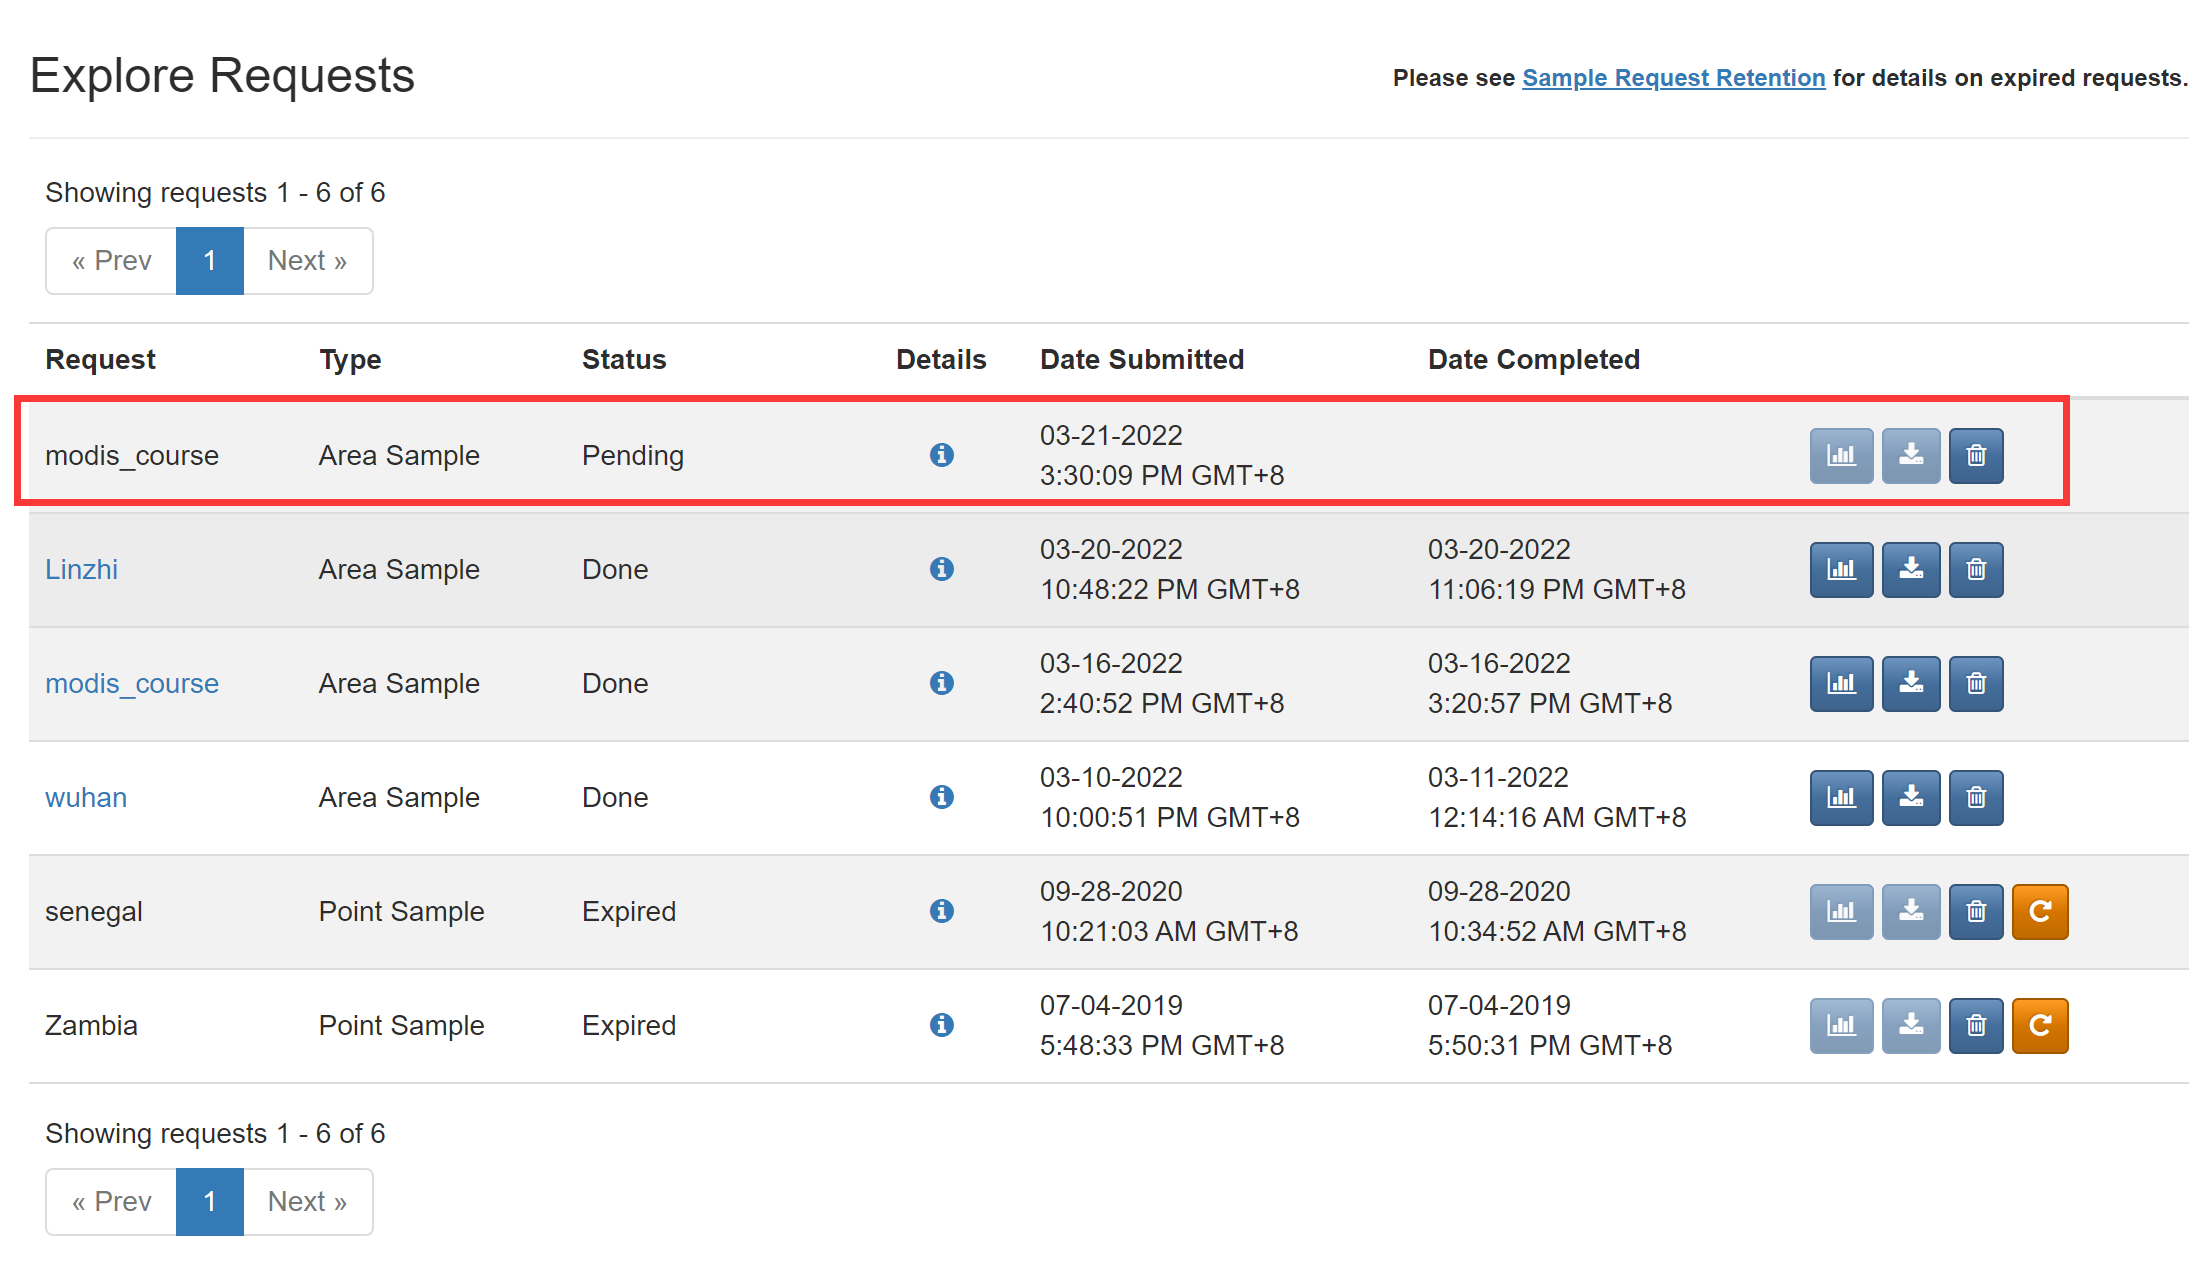 Explore Requests
Please see Sample Request Retention for details on expired requests.
Showing requests 1 - 6 of 6
« Prev 1 Next »
Request Type Status Details Date Submitted Date Completed
modis_course Area Sample Pending 03-21-2022
3:30:09 PM GMT+8
Linzhi Area Sample Done 03-20-2022 03-20-2022
10:48:22 PM GMT+8 11:06:19 PM GMT+8
modis_course Area Sample Done 03-16-2022 03-16-2022
2:40:52 PM GMT+8 3:20:57 PM GMT+8
wuhan Area Sample Done 03-10-2022 03-11-2022
10:00:51 PM GMT+8 12:14:16 AM GMT+8
senegal Point Sample Expired 09-28-2020 09-28-2020
10:21:03 AM GMT+8 10:34:52 AM GMT+8
Zambia Point Sample Expired 07-04-2019 07-04-2019
5:48:33 PM GMT+8 5:50:31 PM GMT+8
Showing requests 1 - 6 of 6
« Prev 1 Next »